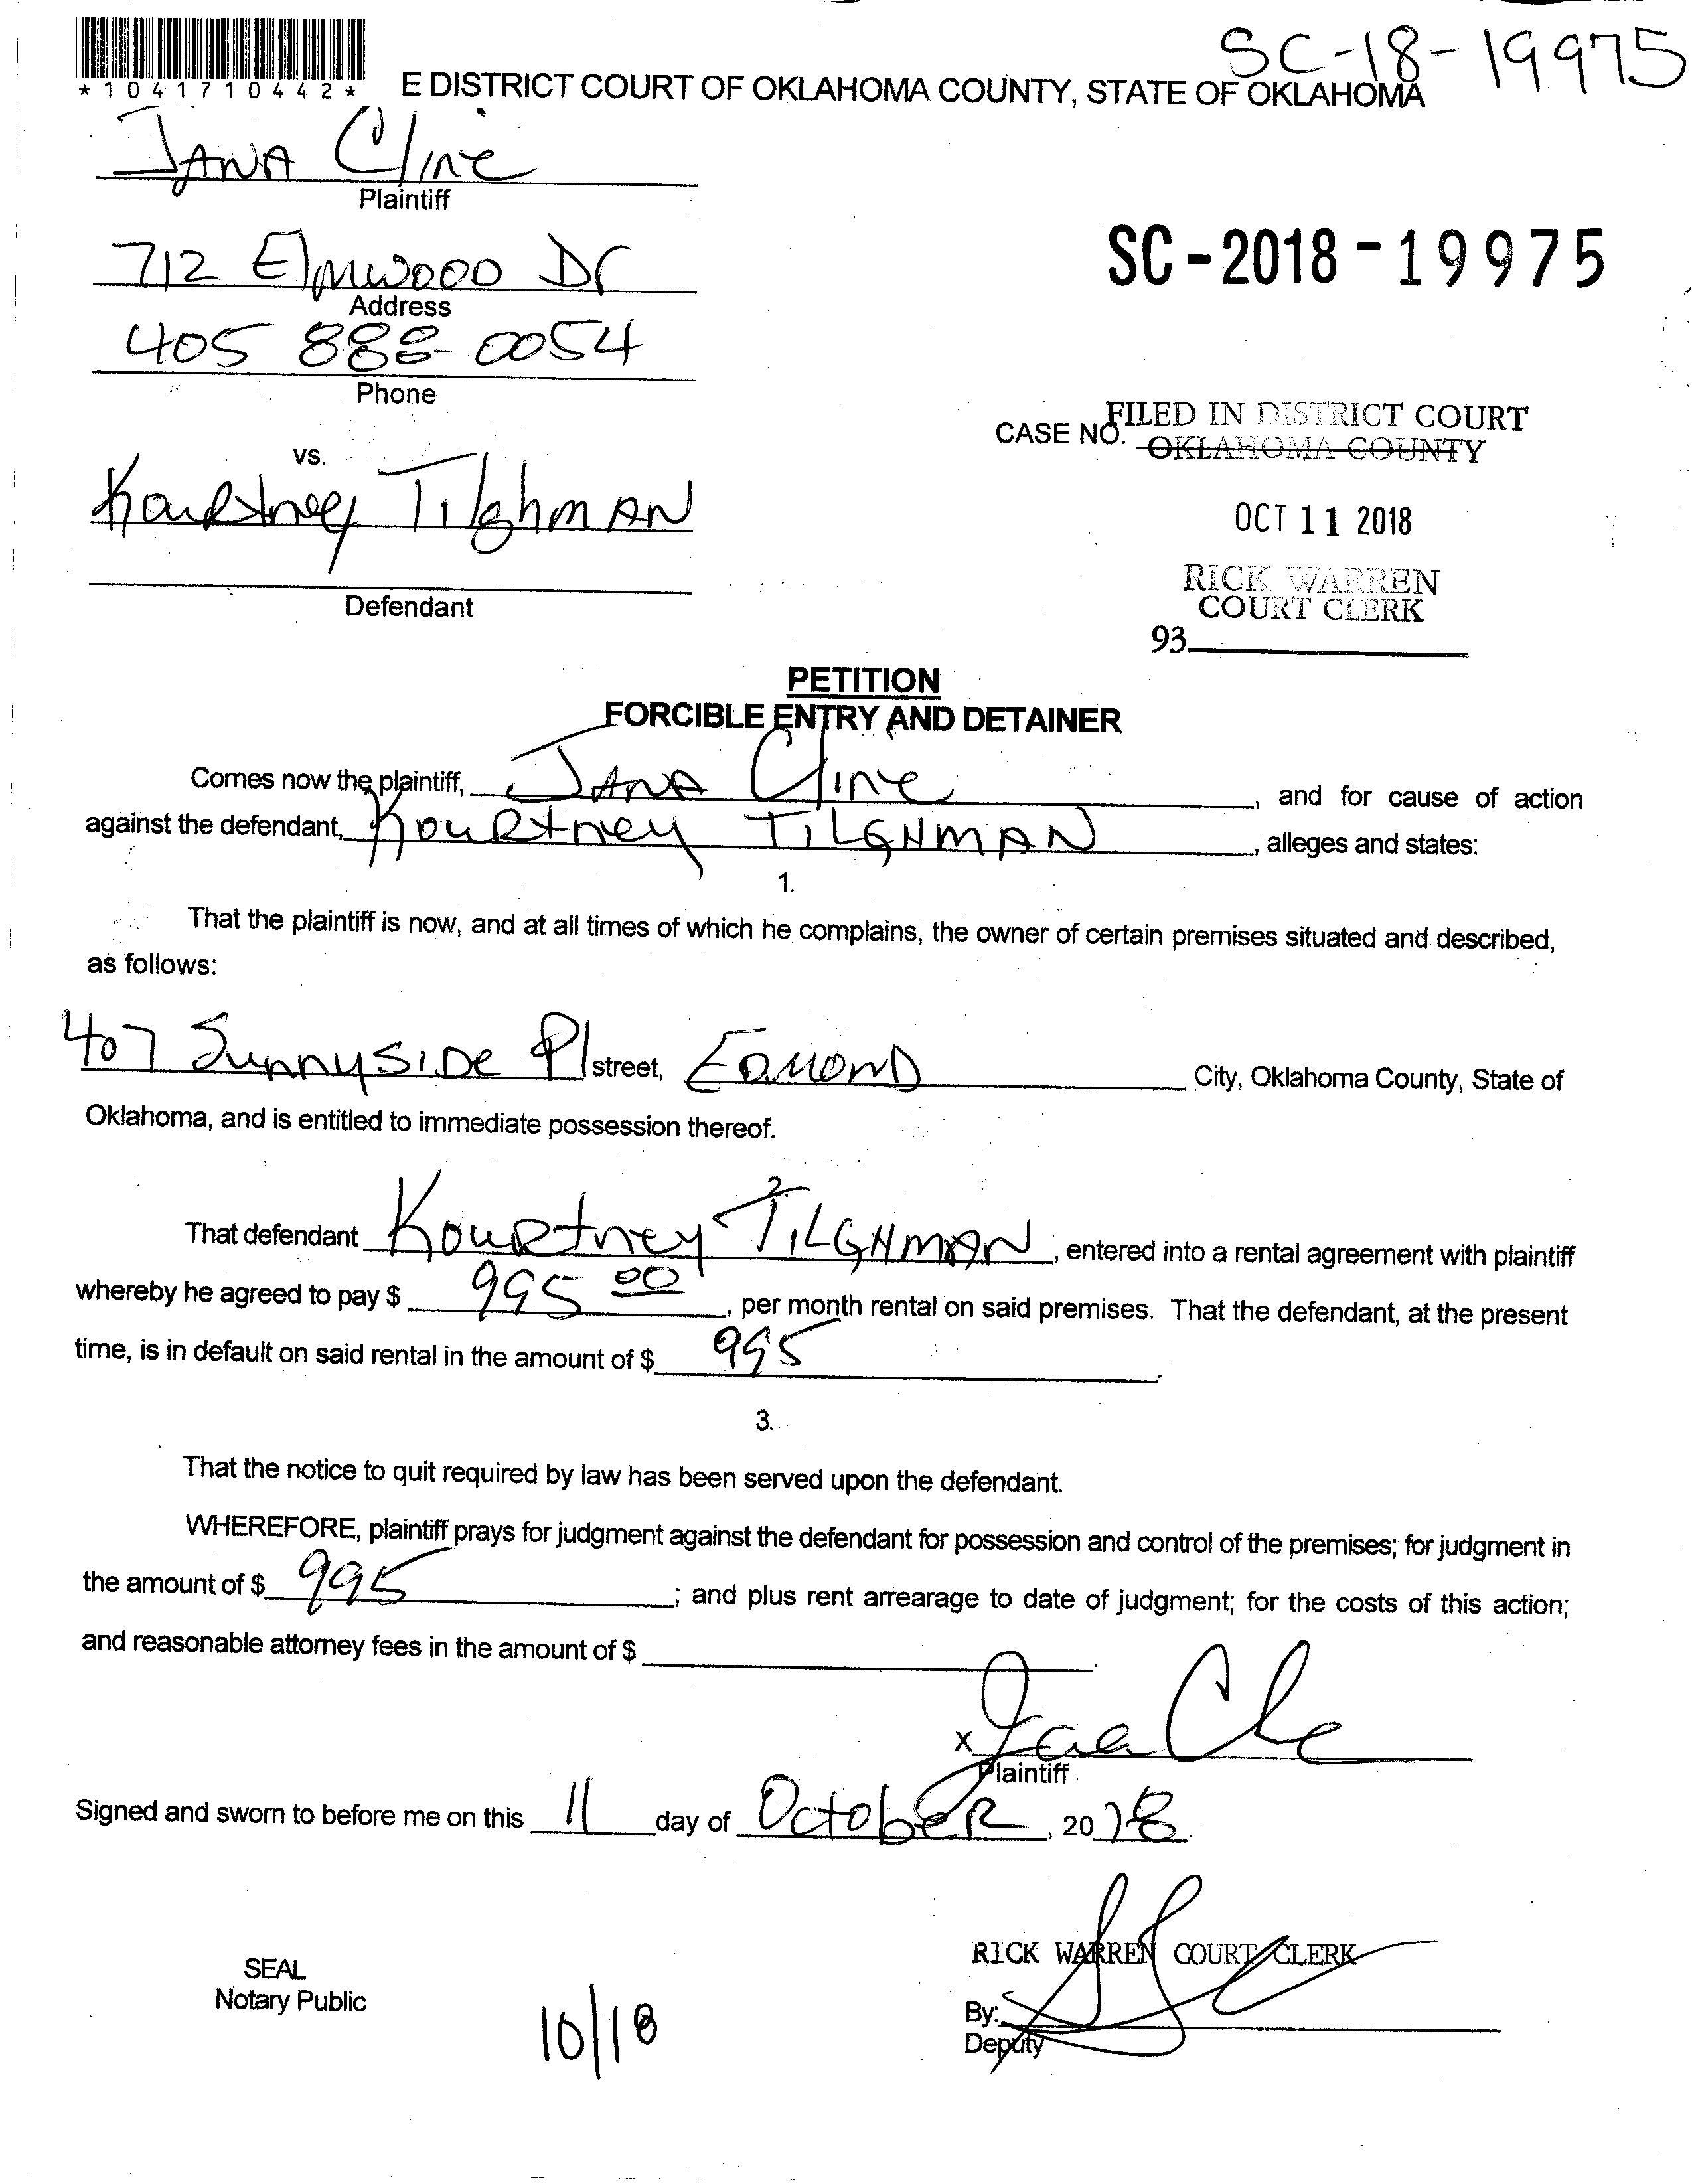 SC-18-19975
*1041710442*
E DISTRICT COURT OF OKLAHOMA COUNTY, STATE OF OKLAHOMA
JANA Cline
Plaintiff
712 Elmwood Dr
Address
SC-2018-19975
405 888-0054
Phone
CASE NO.
FILED IN DISTRICT COURT
OKLAHOMA COUNTY
vs.
Kourtney Tilghman
OCT 11 2018
Defendant
RICK WARREN
COURT CLERK
93
PETITION
FORCIBLE ENTRY AND DETAINER
Comes now the plaintiff, JANA Cline, and for cause of action
against the defendant, Kourtney TILGHMAN, alleges and states:
1.
That the plaintiff is now, and at all times of which he complains, the owner of certain premises situated and described,
as follows:
407 Sunnyside Pl street, Edmond City, Oklahoma County, State of
Oklahoma, and is entitled to immediate possession thereof.
2.
That defendant Kourtney TILGHMAN, entered into a rental agreement with plaintiff
whereby he agreed to pay $ 995 00, per month rental on said premises. That the defendant, at the present
time, is in default on said rental in the amount of $ 995.
3.
That the notice to quit required by law has been served upon the defendant.
WHEREFORE, plaintiff prays for judgment against the defendant for possession and control of the premises; for judgment in
the amount of $ 995; and plus rent arrearage to date of judgment; for the costs of this action;
and reasonable attorney fees in the amount of $ .
X
Plaintiff
Signed and sworn to before me on this 11 day of October, 2018.
RICK WARREN COURT CLERK
SEAL
Notary Public
By:
Deputy
10/18